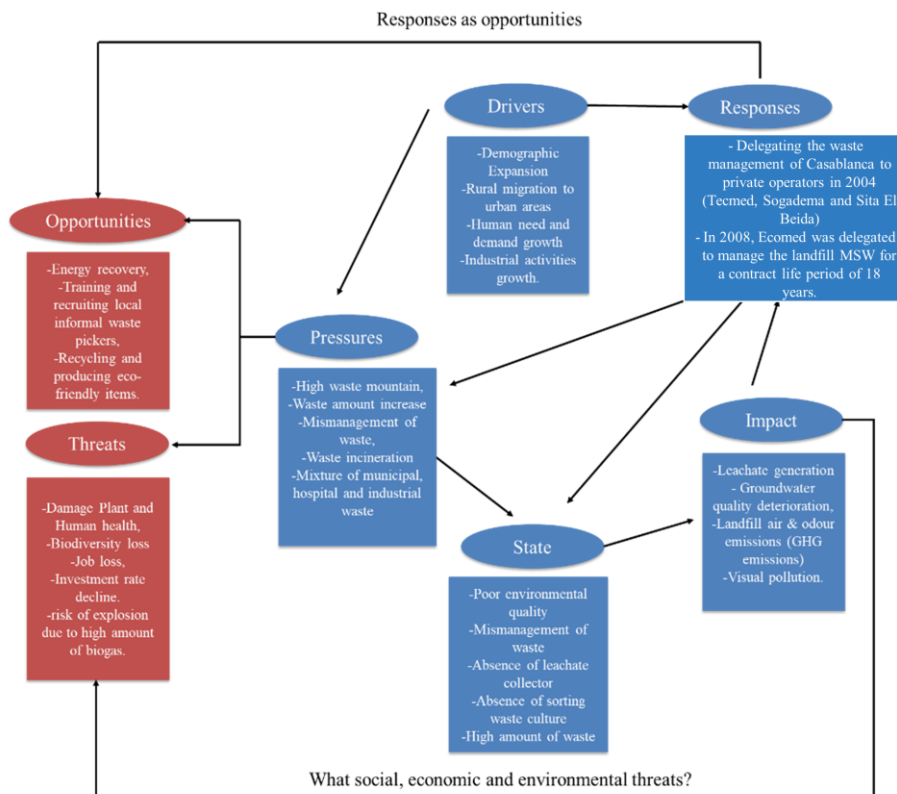 Responses as opportunities
Drivers
Responses
-Demographic
Expansion
-Rural migration to
urban areas
-Human need and
demand growth
-Industrial activities
growth.
- Delegating the waste
management of Casablanca to
private operators in 2004
(Tecmed, Sogadema and Sita El
Beida)
- In 2008, Ecomed was delegated
to manage the landfill MSW for
a contract life period of 18
years.
Opportunities
-Energy recovery,
-Training and
recruiting local
informal waste
pickers,
-Recycling and
producing eco-
friendly items.
Pressures
-High waste mountain,
-Waste amount increase
-Mismanagement of
waste,
-Waste incineration
-Mixture of municipal,
hospital and industrial
waste
Threats
-Damage Plant and
Human health,
-Biodiversity loss
-Job loss,
-Investment rate
decline.
-risk of explosion
due to high amount
of biogas.
Impact
-Leachate generation
- Groundwater
quality deterioration,
-Landfill air & odour
emissions (GHG
emissions)
-Visual pollution.
State
-Poor environmental
quality
-Mismanagement of
waste
-Absence of leachate
collector
-Absence of sorting
waste culture
-High amount of waste
What social, economic and environmental threats?